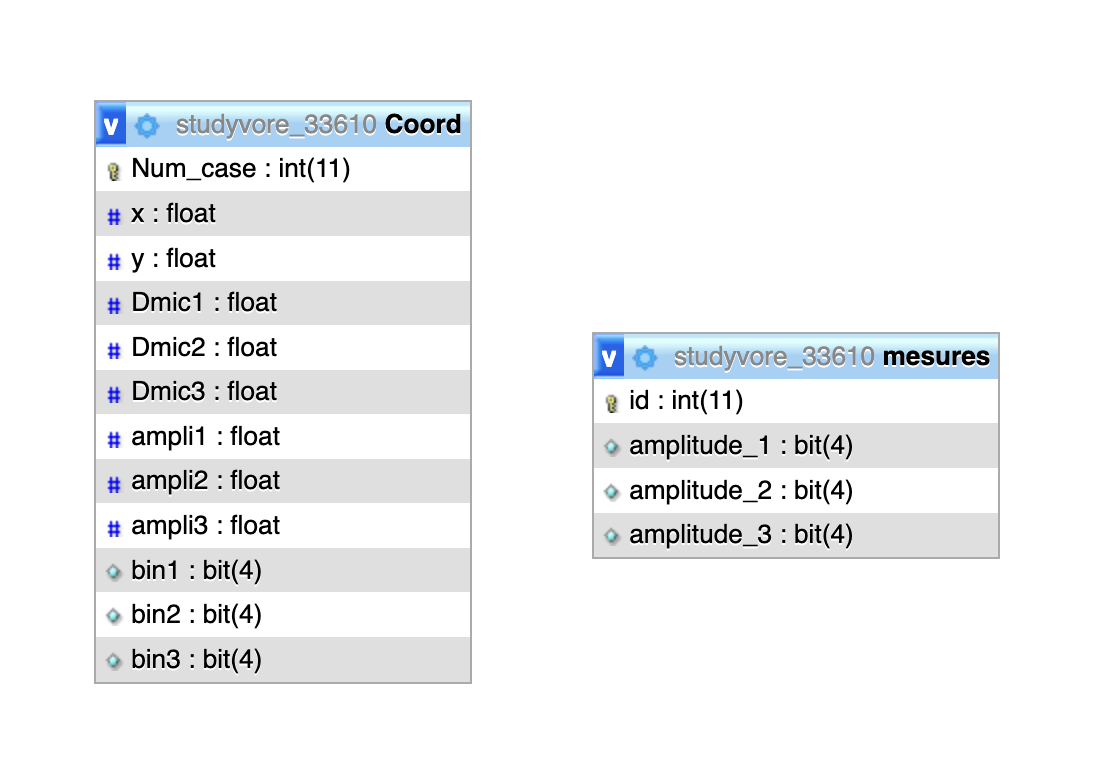 v studyvore_33610 Coord
Num_case : int(11)
# x : float
# y : float
# Dmic1 : float
# Dmic2 : float
# Dmic3 : float
# ampli1 : float
# ampli2 : float
# ampli3 : float
bin1 : bit(4)
bin2 : bit(4)
bin3 : bit(4)
v studyvore_33610 mesures
id : int(11)
amplitude_1 : bit(4)
amplitude_2 : bit(4)
amplitude_3 : bit(4)